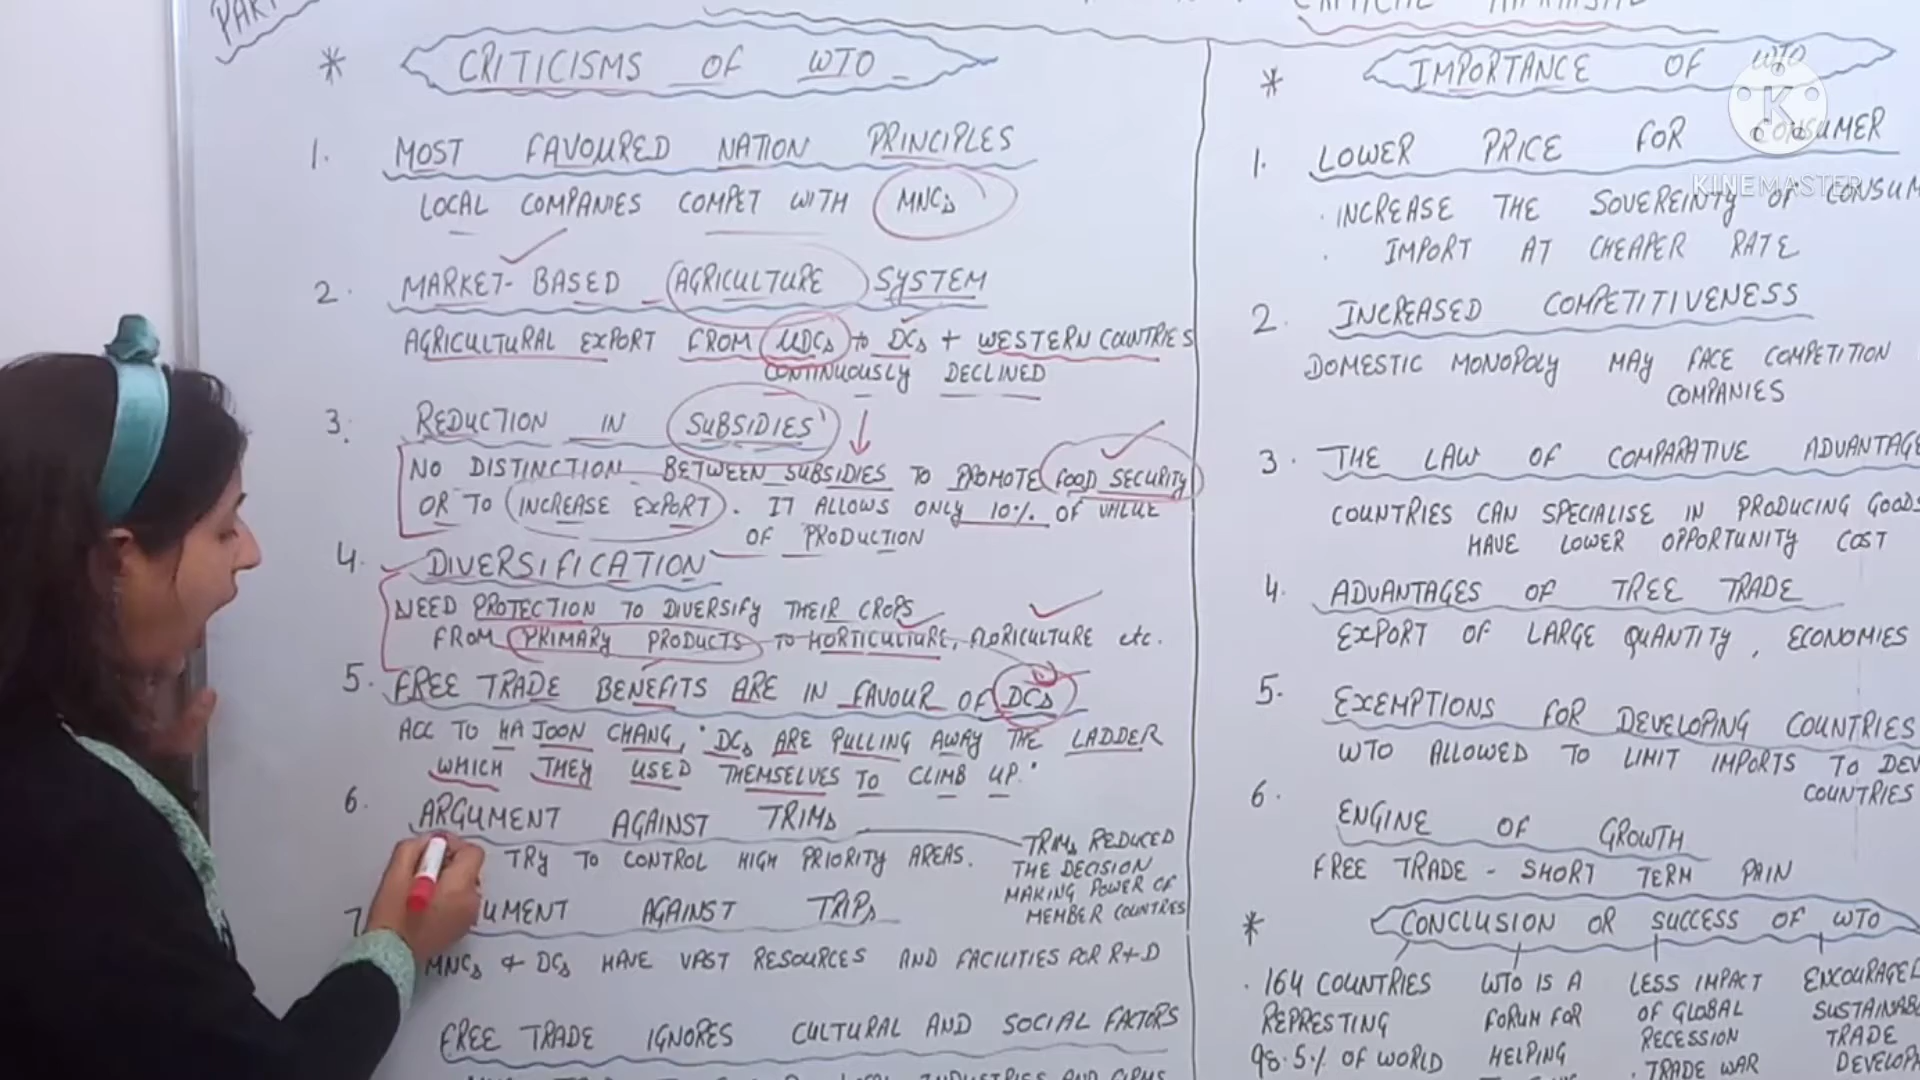 PART
CRITICAL APPRAISAL
* CRITICISMS OF WTO
1. MOST FAVOURED NATION PRINCIPLES
LOCAL COMPANIES COMPET WITH MNCs
2. MARKET-BASED AGRICULTURE SYSTEM
AGRICULTURAL EXPORT FROM UDCs to DCs + WESTERN COUNTRIES
CONTINUOUSLY DECLINED
3. REDUCTION IN SUBSIDIES
NO DISTINCTION BETWEEN SUBSIDIES TO PROMOTE FOOD SECURITY
OR TO INCREASE EXPORT. IT ALLOWS ONLY 10% OF VALUE
OF PRODUCTION
4. DIVERSIFICATION
NEED PROTECTION TO DIVERSIFY THEIR CROPS
FROM PRIMARY PRODUCTS TO HORTICULTURE, FLORICULTURE etc.
5. FREE TRADE BENEFITS ARE IN FAVOUR OF DCs
ACC TO HA JOON CHANG, "DCs ARE PULLING AWAY THE LADDER
WHICH THEY USED THEMSELVES TO CLIMB UP."
6. ARGUMENT AGAINST TRIMs
TRY TO CONTROL HIGH PRIORITY AREAS.
TRIMs REDUCED
THE DECISION
MAKING POWER OF
MEMBER COUNTRIES
7. UMENT AGAINST TRIPs
MNCs & DCs HAVE VAST RESOURCES AND FACILITIES FOR R+D
FREE TRADE IGNORES CULTURAL AND SOCIAL FACTORS
LOCAL INDUSTRIES AND FIRMS
* IMPORTANCE OF WTO
1. LOWER PRICE FOR CONSUMER
. INCREASE THE SOVEREINTY OF CONSUM
. IMPORT AT CHEAPER RATE
2. INCREASED COMPETITIVENESS
DOMESTIC MONOPOLY MAY FACE COMPETITION
COMPANIES
3. THE LAW OF COMPARATIVE ADVANTAGE
COUNTRIES CAN SPECIALISE IN PRODUCING GOODS
HAVE LOWER OPPORTUNITY COST
4. ADVANTAGES OF TREE TRADE
EXPORT OF LARGE QUANTITY, ECONOMIES
5. EXEMPTIONS FOR DEVELOPING COUNTRIES
WTO ALLOWED TO LIMIT IMPORTS TO DEV
COUNTRIES
6. ENGINE OF GROWTH
FREE TRADE - SHORT TERM PAIN
* CONCLUSION OR SUCCESS OF WTO
. 164 COUNTRIES
REPRESTING
98.5% OF WORLD
WTO IS A
FORUM FOR
HELPING
LESS IMPACT
OF GLOBAL
RECESSION
. TRADE WAR
ENCOURAGED
SUSTAINAB
TRADE
DEVELOP
K
KINEMASTER